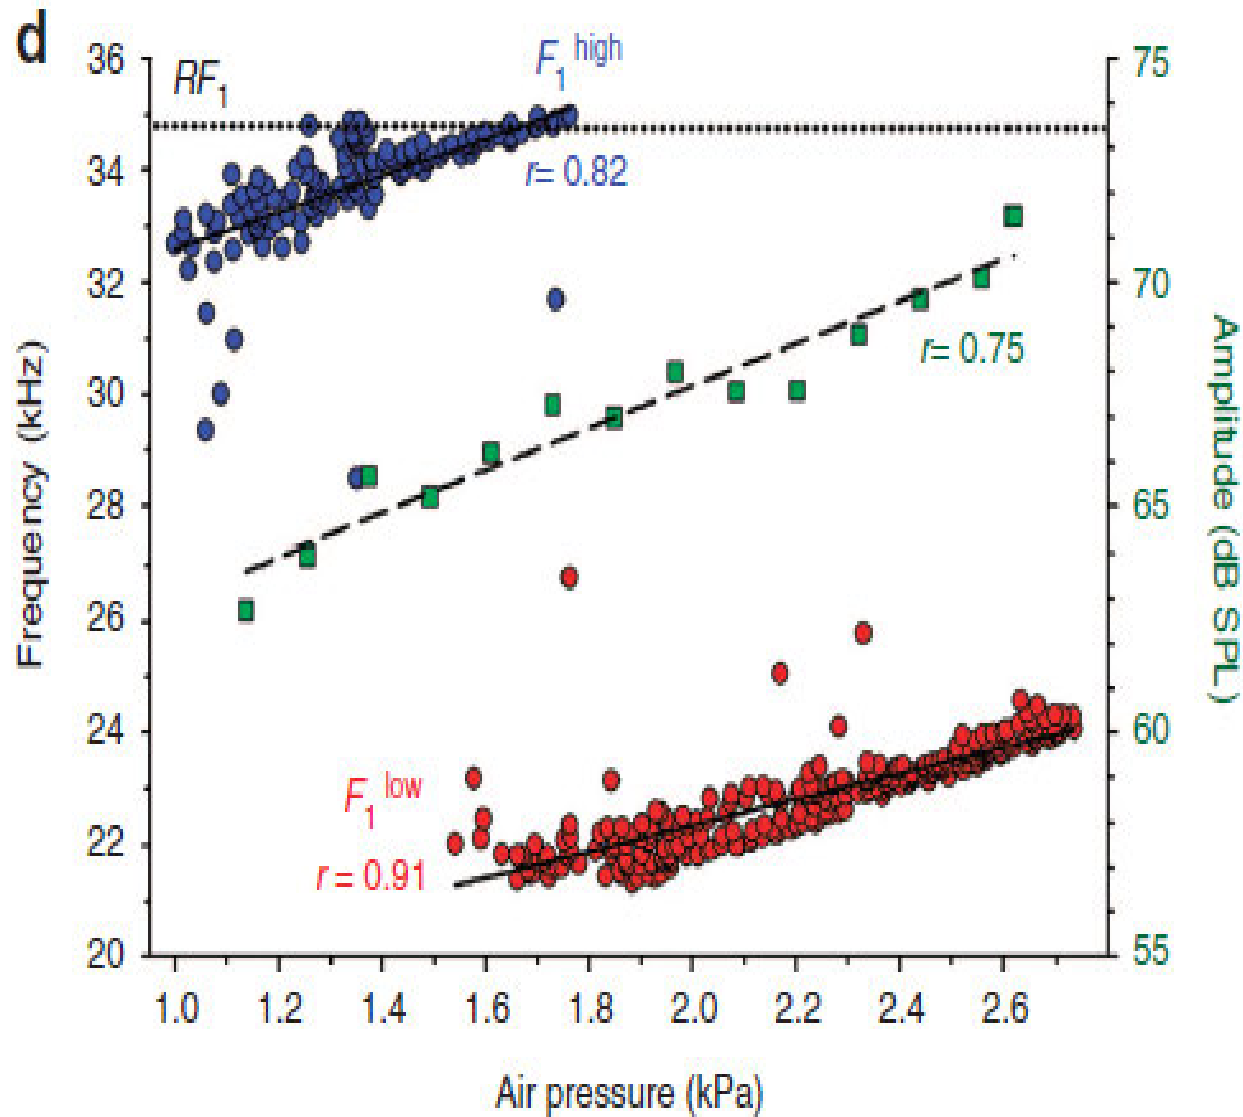 d
36
34
32
30
28
26
24
22
20
Frequency (kHz)
RF1
F1 high
r= 0.82
r= 0.75
F1 low
r = 0.91
75
70
65
60
55
Amplitude (dB SPL)
1.0 1.2 1.4 1.6 1.8 2.0 2.2 2.4 2.6
Air pressure (kPa)